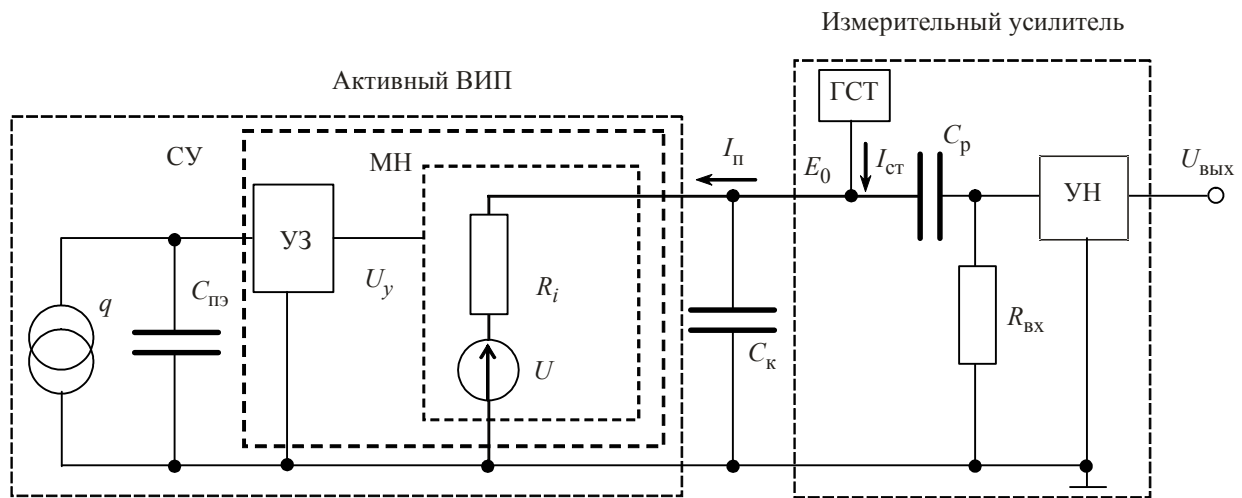 Измерительный усилитель
Активный ВИП
ГСТ
СУ
МН
I_п
E_0
I_ст
C_р
U_вых
УЗ
УН
q
C_пэ
U_y
R_i
R_вх
U
C_к